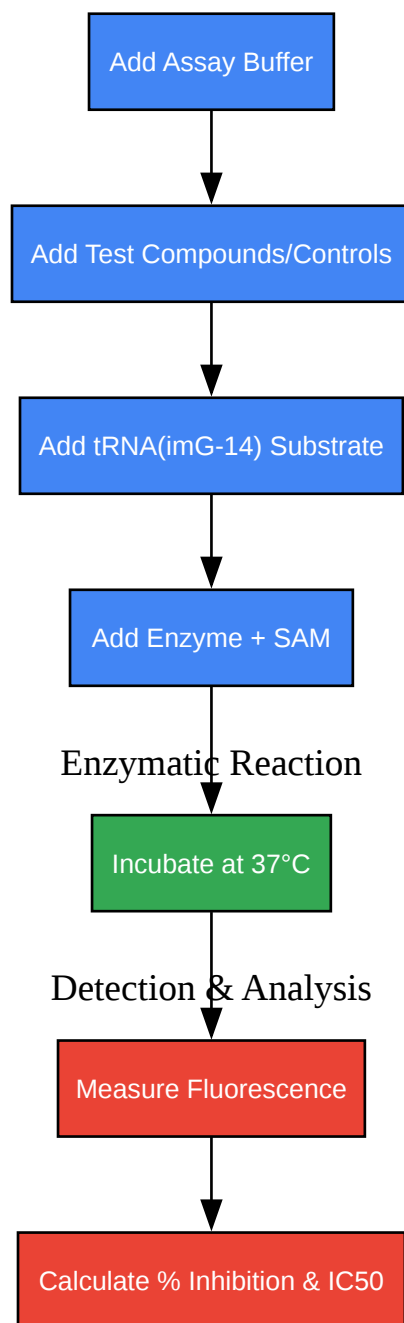 Add Assay Buffer
Add Test Compounds/Controls
Add tRNA(imG-14) Substrate
Add Enzyme + SAM
Enzymatic Reaction
Incubate at 37°C
Detection & Analysis
Measure Fluorescence
Calculate % Inhibition & IC50